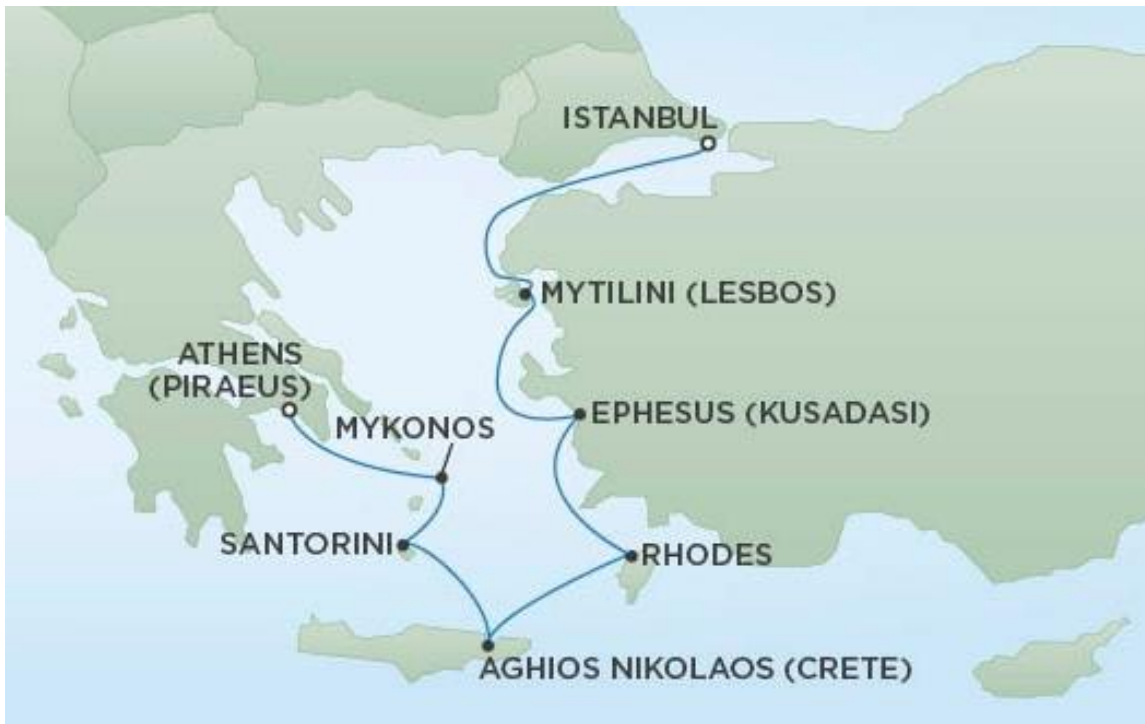 ISTANBUL
MYTILINI (LESBOS)
ATHENS
(PIRAEUS)
EPHESUS (KUSADASI)
MYKONOS
SANTORINI
RHODES
AGHIOS NIKOLAOS (CRETE)